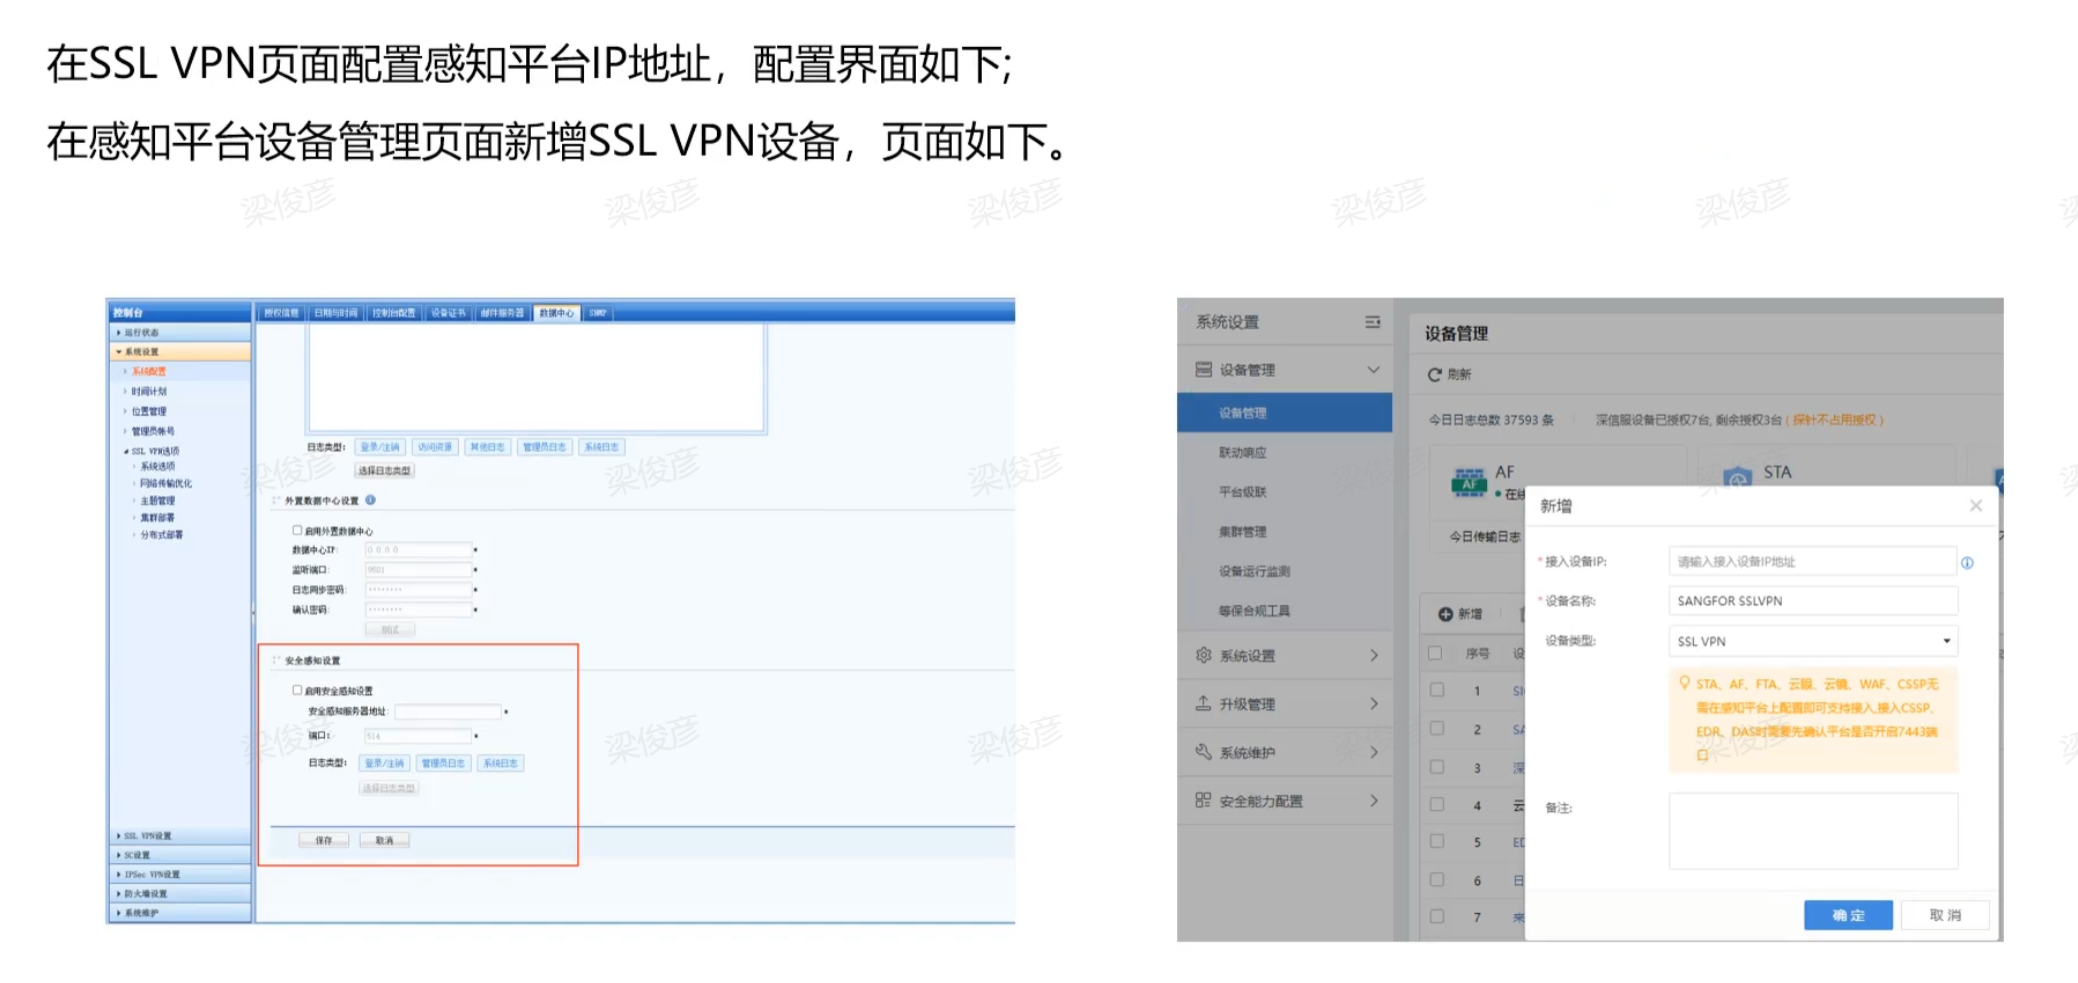 在SSL VPN页面配置感知平台IP地址，配置界面如下;
在感知平台设备管理页面新增SSL VPN设备，页面如下。
梁俊彦 梁俊彦 梁俊彦 梁俊彦 梁俊彦
控制台
运行状态
系统设置
系统配置
时间计划
位置管理
管理员帐号
SSL VPN选项
系统选项
网络传输优化
主题管理
集群部署
分布式部署
SSL VPN设置
SC设置
IPSec VPN设置
防火墙设置
系统维护
授权信息 日期与时间 控制台配置 设备证书 邮件服务器 数据中心 SNMP
日志类型: 登录/注销 访问资源 其他日志 管理员日志 系统日志
选择日志类型
外置数据中心设置
启用外置数据中心
数据中心IP: 0.0.0.0 *
监听端口: 9501 *
日志同步密码: ········ *
确认密码: ········ *
测试
安全感知设置
启用安全感知设置
安全感知服务器地址: *
端口: 514 *
日志类型: 登录/注销 管理员日志 系统日志
选择日志类型
保存 取消
梁俊彦 梁俊彦 梁俊彦
梁俊彦 梁俊彦 梁俊彦
系统设置
设备管理
设备管理
联动响应
平台级联
集群管理
设备运行监测
等保合规工具
系统设置
升级管理
系统维护
安全能力配置
设备管理
刷新
今日日志总数 37593 条
深信服设备已授权7台, 剩余授权3台 ( 探针不占用授权 )
AF
AF
在线
STA
今日传输日志
新增
序号 设
1 SI
2 SA
3 深
4 云
5 ED
6 日
7 来
新增
* 接入设备IP: 请输入接入设备IP地址
* 设备名称: SANGFOR SSLVPN
设备类型: SSL VPN
STA、AF、FTA、云眼、云镜、WAF、CSSP无
需在感知平台上配置即可支持接入,接入CSSP、
EDR、DAS时需要先确认平台是否开启7443端
口
备注:
确定 取消